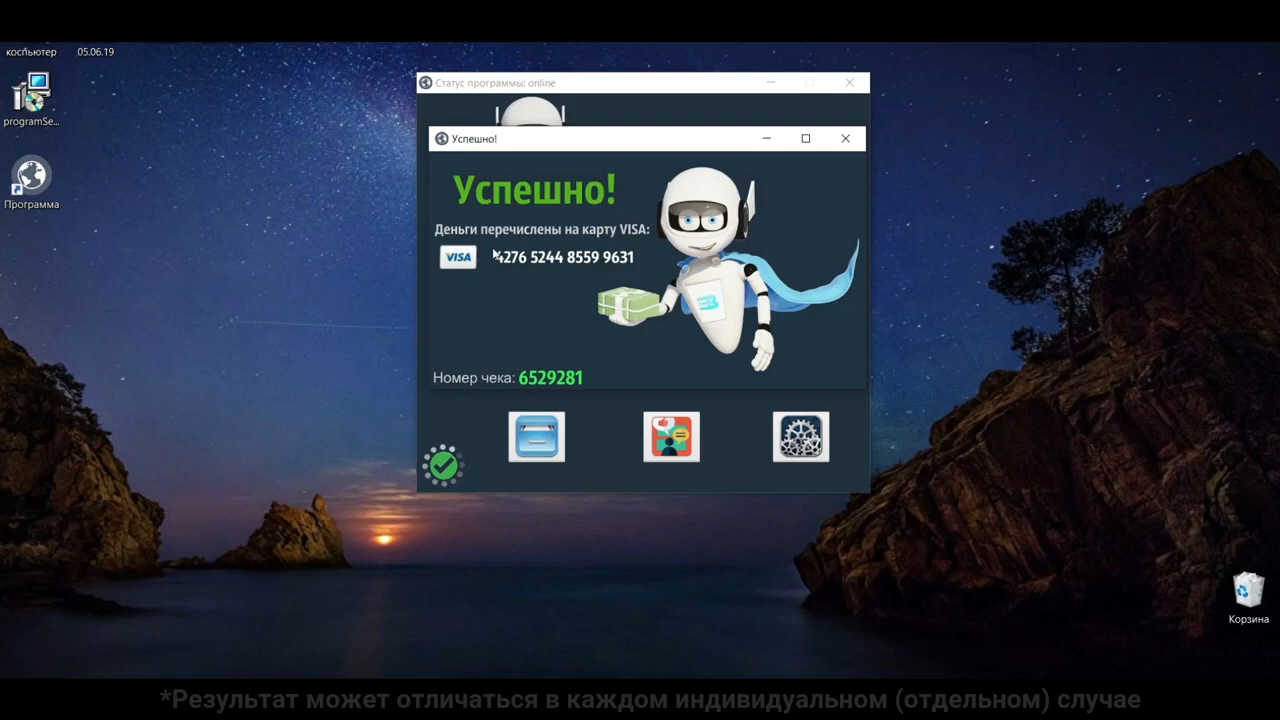 коспьютер
05.06.19
programSe...
Программа
Статус программы: online
Успешно!
Успешно!
Деньги перечислены на карту VISA:
VISA
4276 5244 8559 9631
Номер чека: 6529281
Корзина
*Результат может отличаться в каждом индивидуальном (отдельном) случае